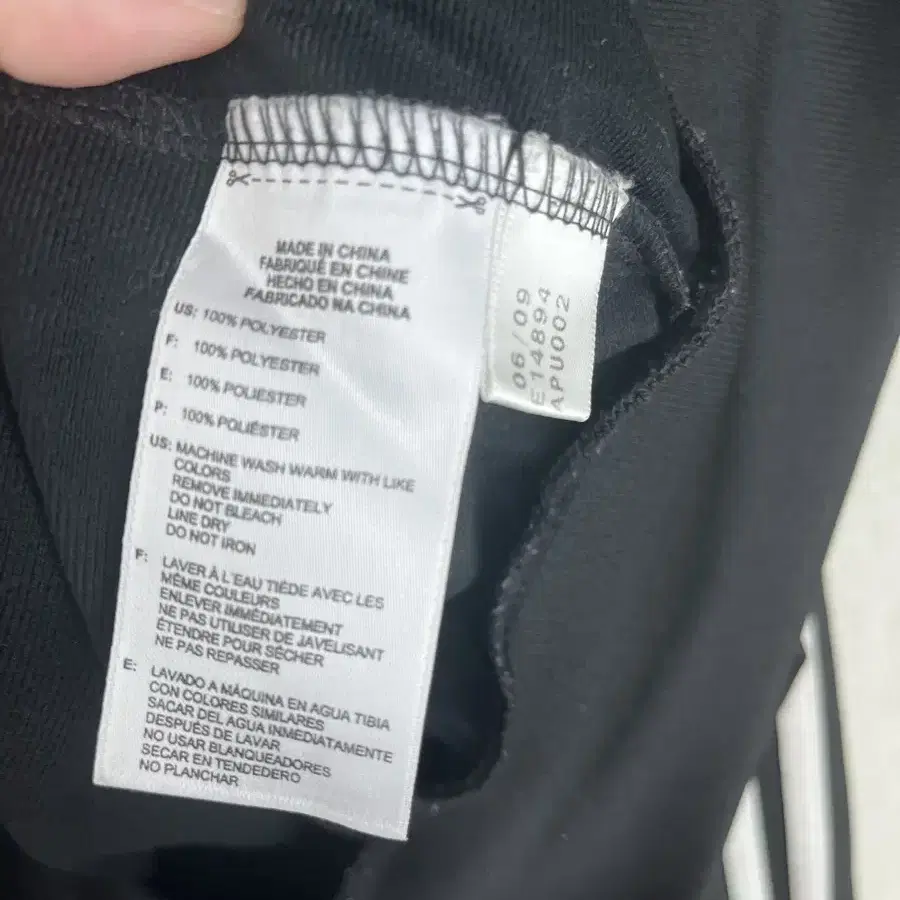 MADE IN CHINA
FABRIQUÉ EN CHINE
HECHO EN CHINA
FABRICADO NA CHINA
US: 100% POLYESTER
F: 100% POLYESTER
E: 100% POLIÉSTER
P: 100% POLIÉSTER
US: MACHINE WASH WARM WITH LIKE
COLORS
REMOVE IMMEDIATELY
DO NOT BLEACH
LINE DRY
DO NOT IRON
F: LAVER À L'EAU TIÈDE AVEC LES
MÊME COULEURS
ENLEVER IMMÉDIATEMENT
NE PAS UTILISER DE JAVELISANT
ÉTENDRE POUR SÉCHER
NE PAS REPASSER
E: LAVADO A MÁQUINA EN AGUA TIBIA
CON COLORES SIMILARES
SACAR DEL AGUA INMEDIATAMENTE
DESPUÉS DE LAVAR
NO USAR BLANQUEADORES
SECAR EN TENDEDERO
NO PLANCHAR
06/09
E14894
APU002